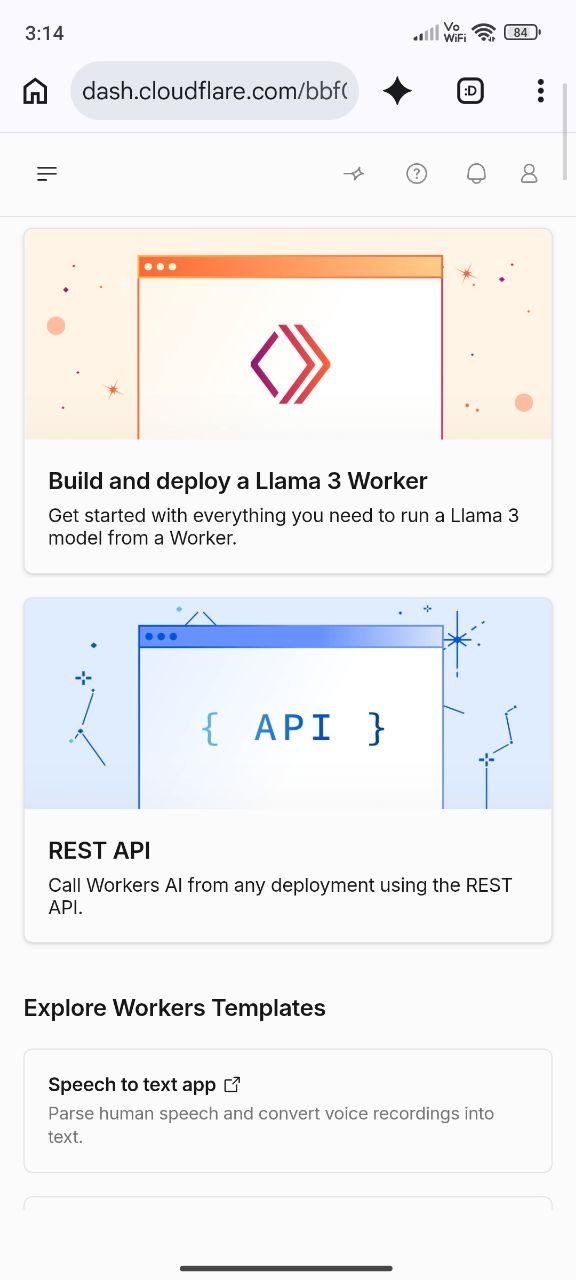 3:14
Vo
WiFi
84
dash.cloudflare.com/bbf
:D
Build and deploy a Llama 3 Worker
Get started with everything you need to run a Llama 3
model from a Worker.
{ API }
REST API
Call Workers AI from any deployment using the REST
API.
Explore Workers Templates
Speech to text app
Parse human speech and convert voice recordings into
text.